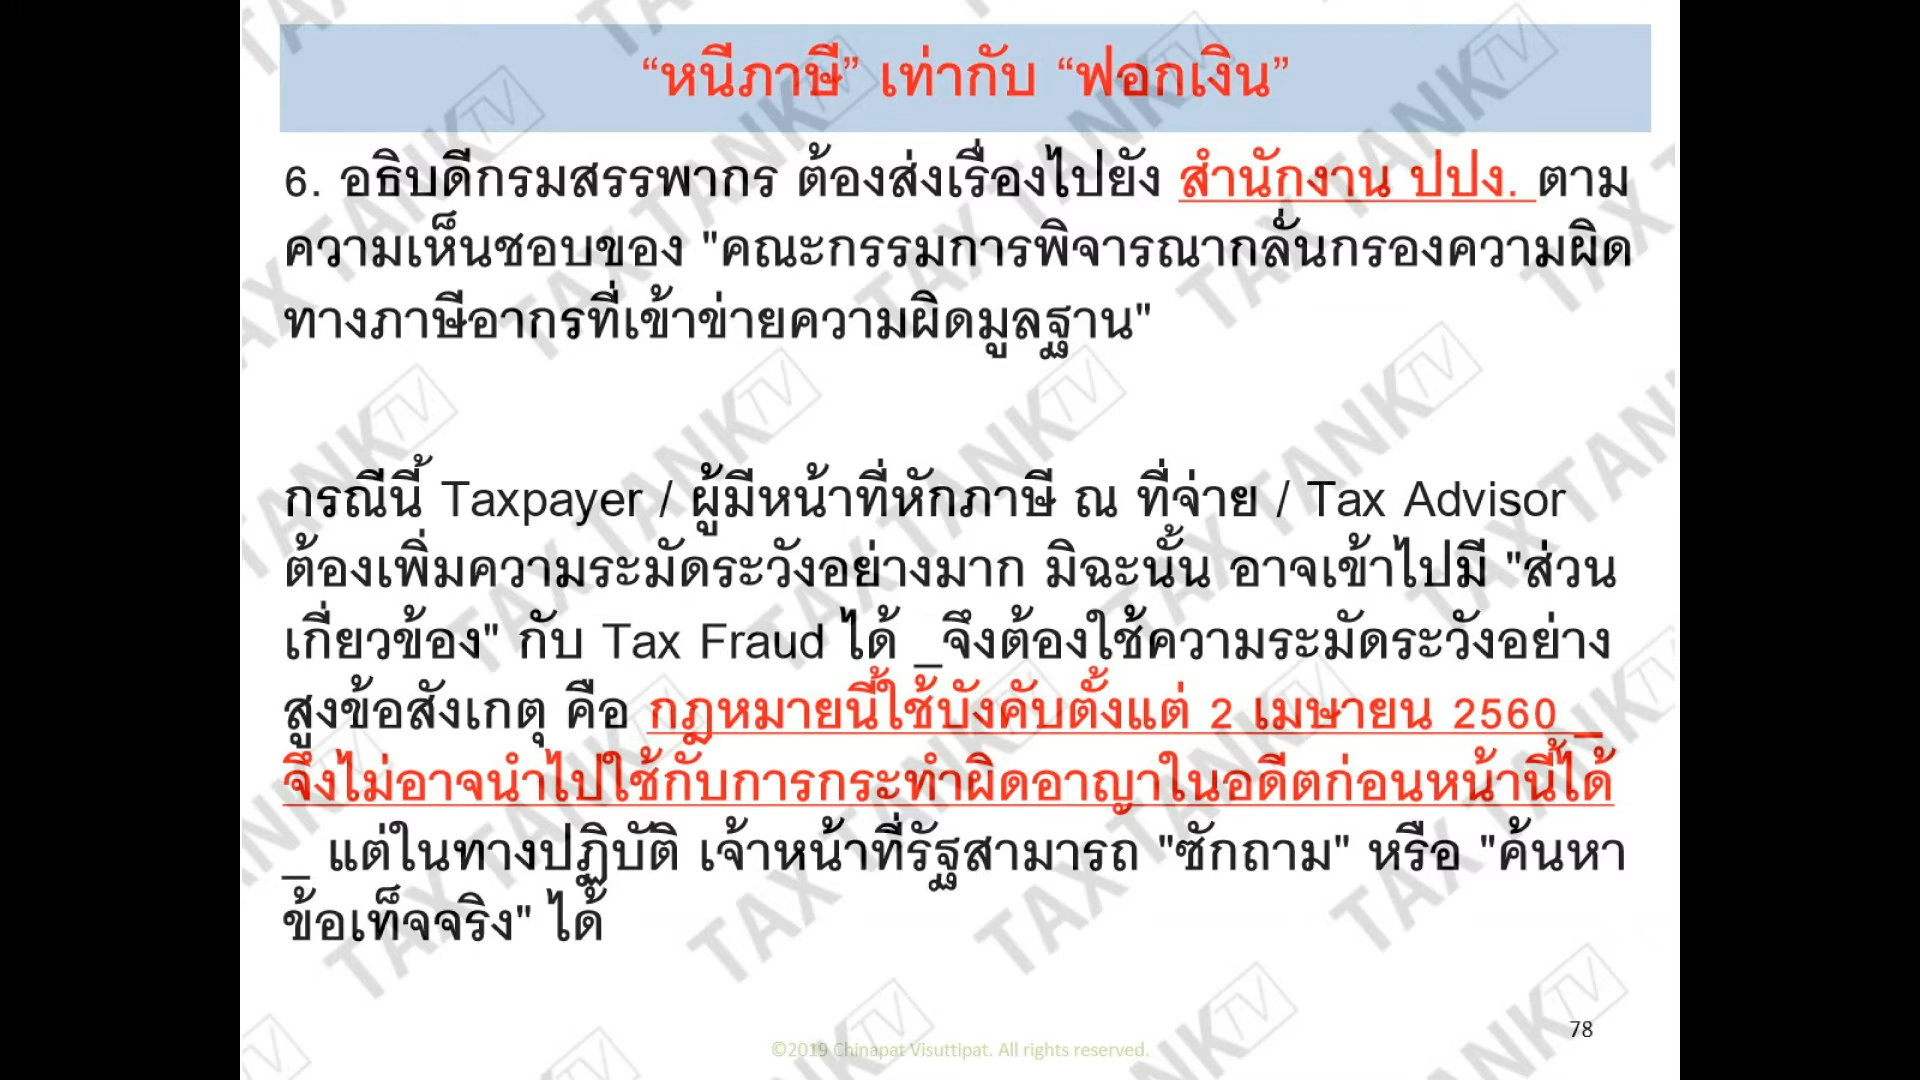 “หนีภาษี” เท่ากับ “ฟอกเงิน”
6. อธิบดีกรมสรรพากร ต้องส่งเรื่องไปยัง สำนักงาน ปปง. ตาม
ความเห็นชอบของ "คณะกรรมการพิจารณากลั่นกรองความผิด
ทางภาษีอากรที่เข้าข่ายความผิดมูลฐาน"
กรณีนี้ Taxpayer / ผู้มีหน้าที่หักภาษี ณ ที่จ่าย / Tax Advisor
ต้องเพิ่มความระมัดระวังอย่างมาก มิฉะนั้น อาจเข้าไปมี "ส่วน
เกี่ยวข้อง" กับ Tax Fraud ได้ _จึงต้องใช้ความระมัดระวังอย่าง
สูงข้อสังเกตุ คือ กฎหมายนี้ใช้บังคับตั้งแต่ 2 เมษายน 2560 _
จึงไม่อาจนำไปใช้กับการกระทำผิดอาญาในอดีตก่อนหน้านี้ได้
_ แต่ในทางปฏิบัติ เจ้าหน้าที่รัฐสามารถ "ซักถาม" หรือ "ค้นหา
ข้อเท็จจริง" ได้
78
©2019 Chinapat Visuttipat. All rights reserved.
TAX TANK TV